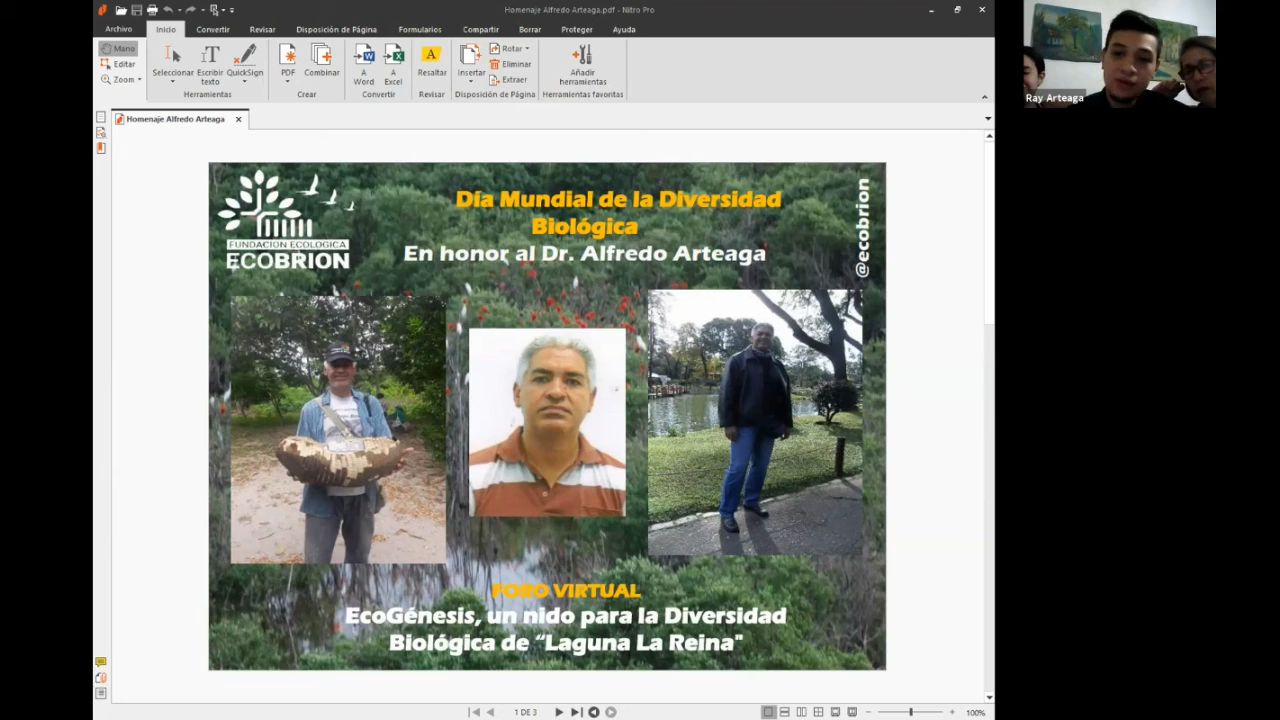 Homenaje Alfredo Arteaga.pdf - Nitro Pro
Archivo Inicio Convertir Revisar Disposición de Página Formularios Compartir Borrar Proteger Ayuda
Mano
Editar
Zoom
Seleccionar
Escribir texto
QuickSign
Herramientas
PDF
Combinar
Crear
A Word
A Excel
Convertir
Resaltar
Revisar
Insertar
Rotar
Eliminar
Extraer
Disposición de Página
Añadir herramientas
Herramientas favoritas
Homenaje Alfredo Arteaga
Ray Arteaga
FUNDACIÓN ECOLÓGICA
ECOBRION
Día Mundial de la Diversidad
Biológica
En honor al Dr. Alfredo Arteaga
@ecobrion
FORO VIRTUAL
EcoGénesis, un nido para la Diversidad
Biológica de “Laguna La Reina"
1 DE 3
100%